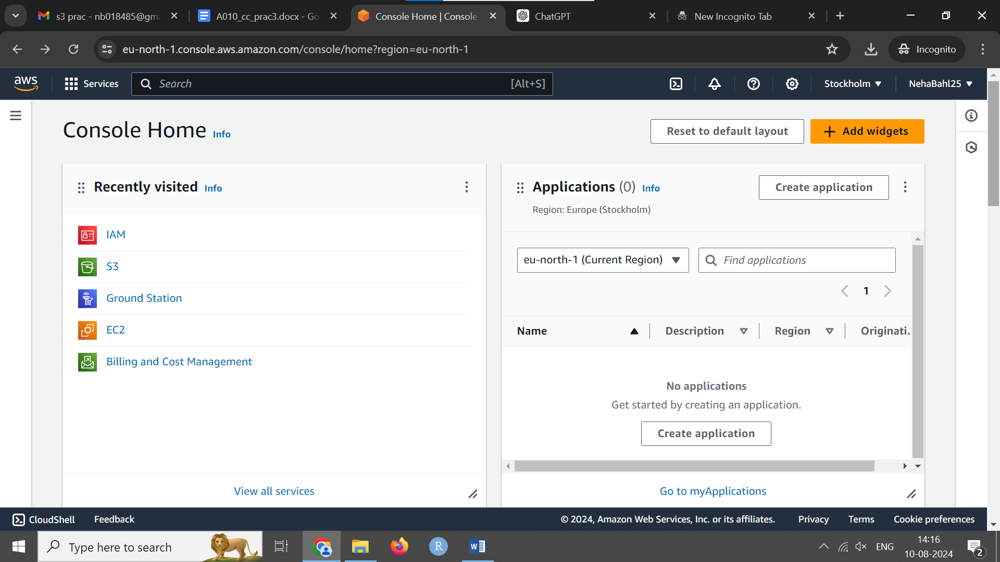 s3 prac - nb018485@gma
A010_cc_prac3.docx - Go
Console Home | Console
ChatGPT
New Incognito Tab
eu-north-1.console.aws.amazon.com/console/home?region=eu-north-1
Incognito
aws
Services
Search
[Alt+S]
Stockholm
NehaBahl25
Console Home Info
Reset to default layout
Add widgets
Recently visited Info
IAM
S3
Ground Station
EC2
Billing and Cost Management
View all services
Applications (0) Info
Create application
Region: Europe (Stockholm)
eu-north-1 (Current Region)
Find applications
1
Name Description Region Originati.
No applications
Get started by creating an application.
Create application
Go to myApplications
CloudShell Feedback © 2024, Amazon Web Services, Inc. or its affiliates. Privacy Terms Cookie preferences
Type here to search
R
W
ENG
14:16
10-08-2024
2